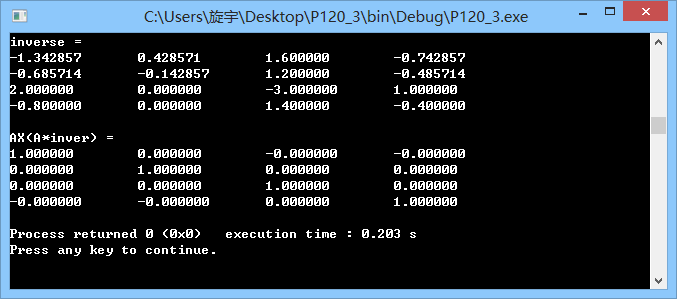 C:\Users\旋宇\Desktop\P120_3\bin\Debug\P120_3.exe
inverse =
-1.342857 0.428571 1.600000 -0.742857
-0.685714 -0.142857 1.200000 -0.485714
2.000000 0.000000 -3.000000 1.000000
-0.800000 0.000000 1.400000 -0.400000
AX(A*inver) =
1.000000 0.000000 -0.000000 -0.000000
0.000000 1.000000 0.000000 0.000000
0.000000 0.000000 1.000000 0.000000
-0.000000 -0.000000 0.000000 1.000000
Process returned 0 (0x0) execution time : 0.203 s
Press any key to continue.